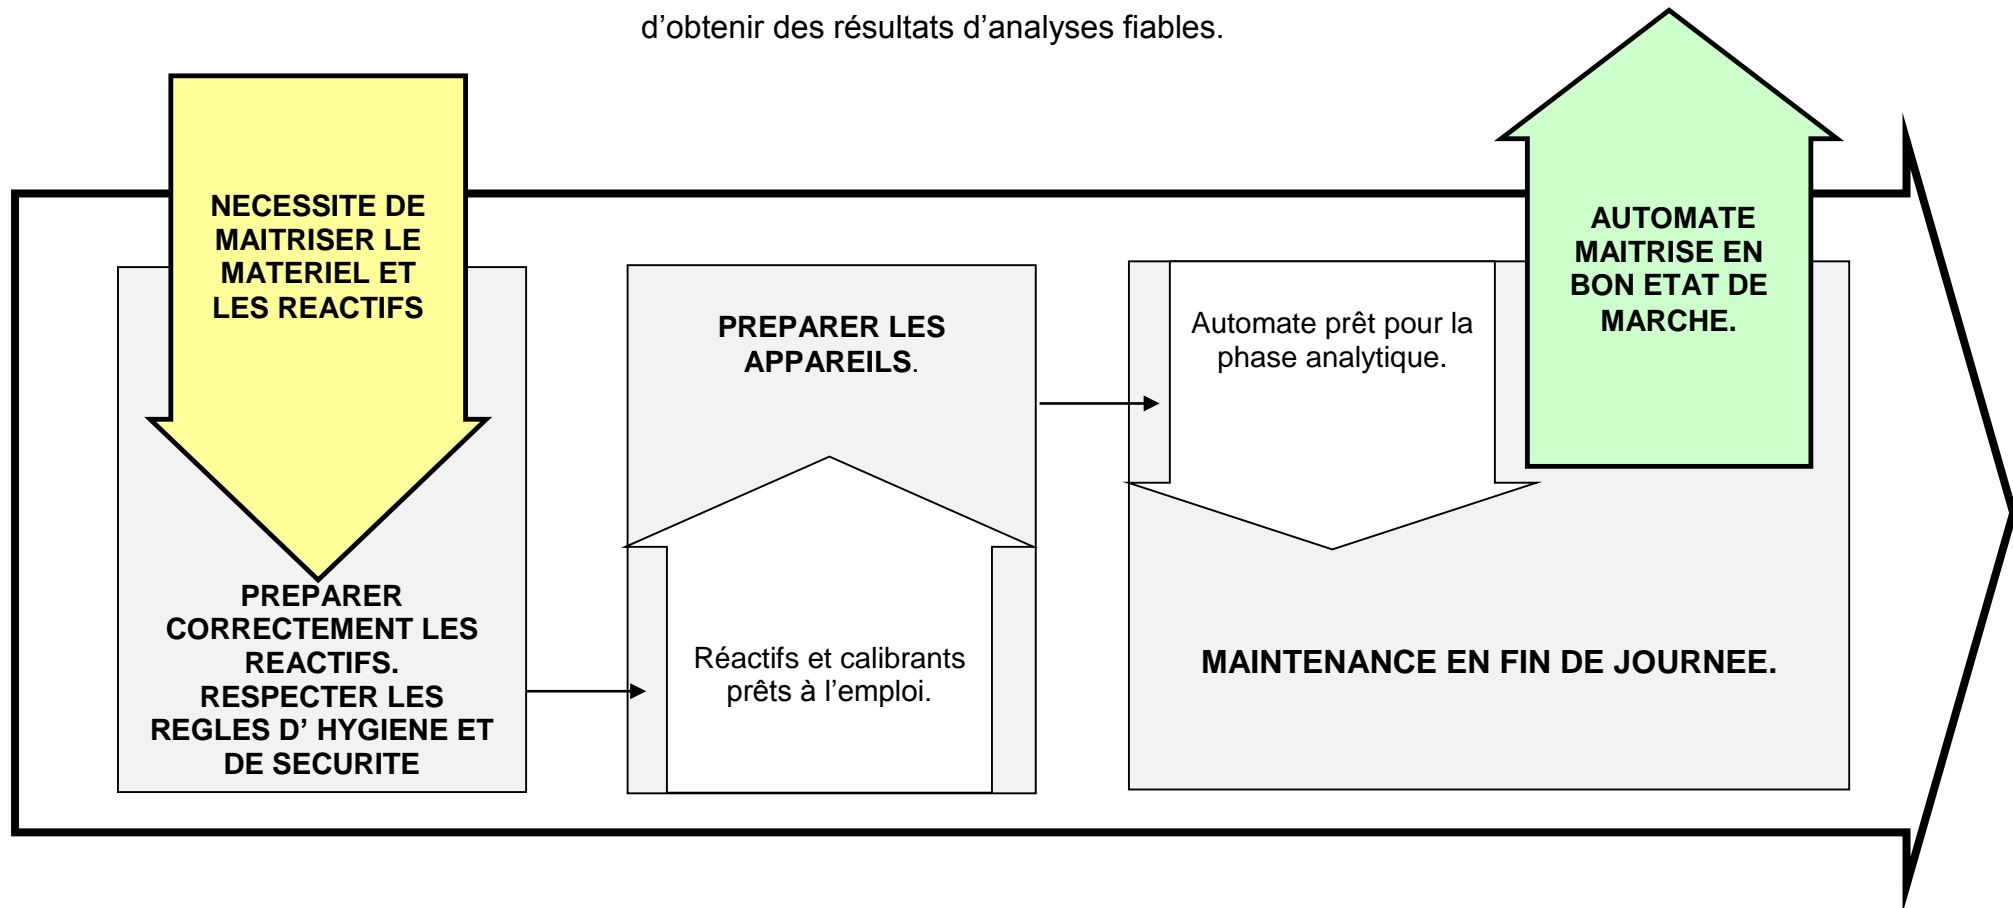 d’obtenir des résultats d’analyses fiables.
NECESSITE DE
MAITRISER LE
MATERIEL ET
LES REACTIFS
PREPARER
CORRECTEMENT LES
REACTIFS.
RESPECTER LES
REGLES D’ HYGIENE ET
DE SECURITE
PREPARER LES
APPAREILS.
Réactifs et calibrants
prêts à l’emploi.
Automate prêt pour la
phase analytique.
AUTOMATE
MAITRISE EN
BON ETAT DE
MARCHE.
MAINTENANCE EN FIN DE JOURNEE.